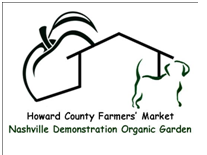 Howard County Farmers' Market
Nashville Demonstration Organic Garden